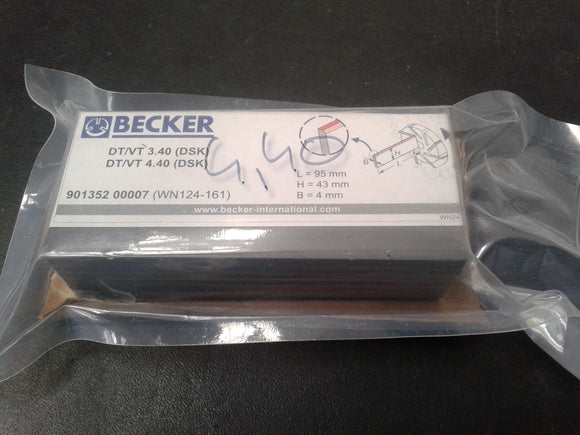 BECKER
DT/VT 3.40 (DSK)
DT/VT 4.40 (DSK)
4,40
901352 00007 (WN124-161)
L = 95 mm
H = 43 mm
B = 4 mm
B
H
L
www.becker-international.com
WN24